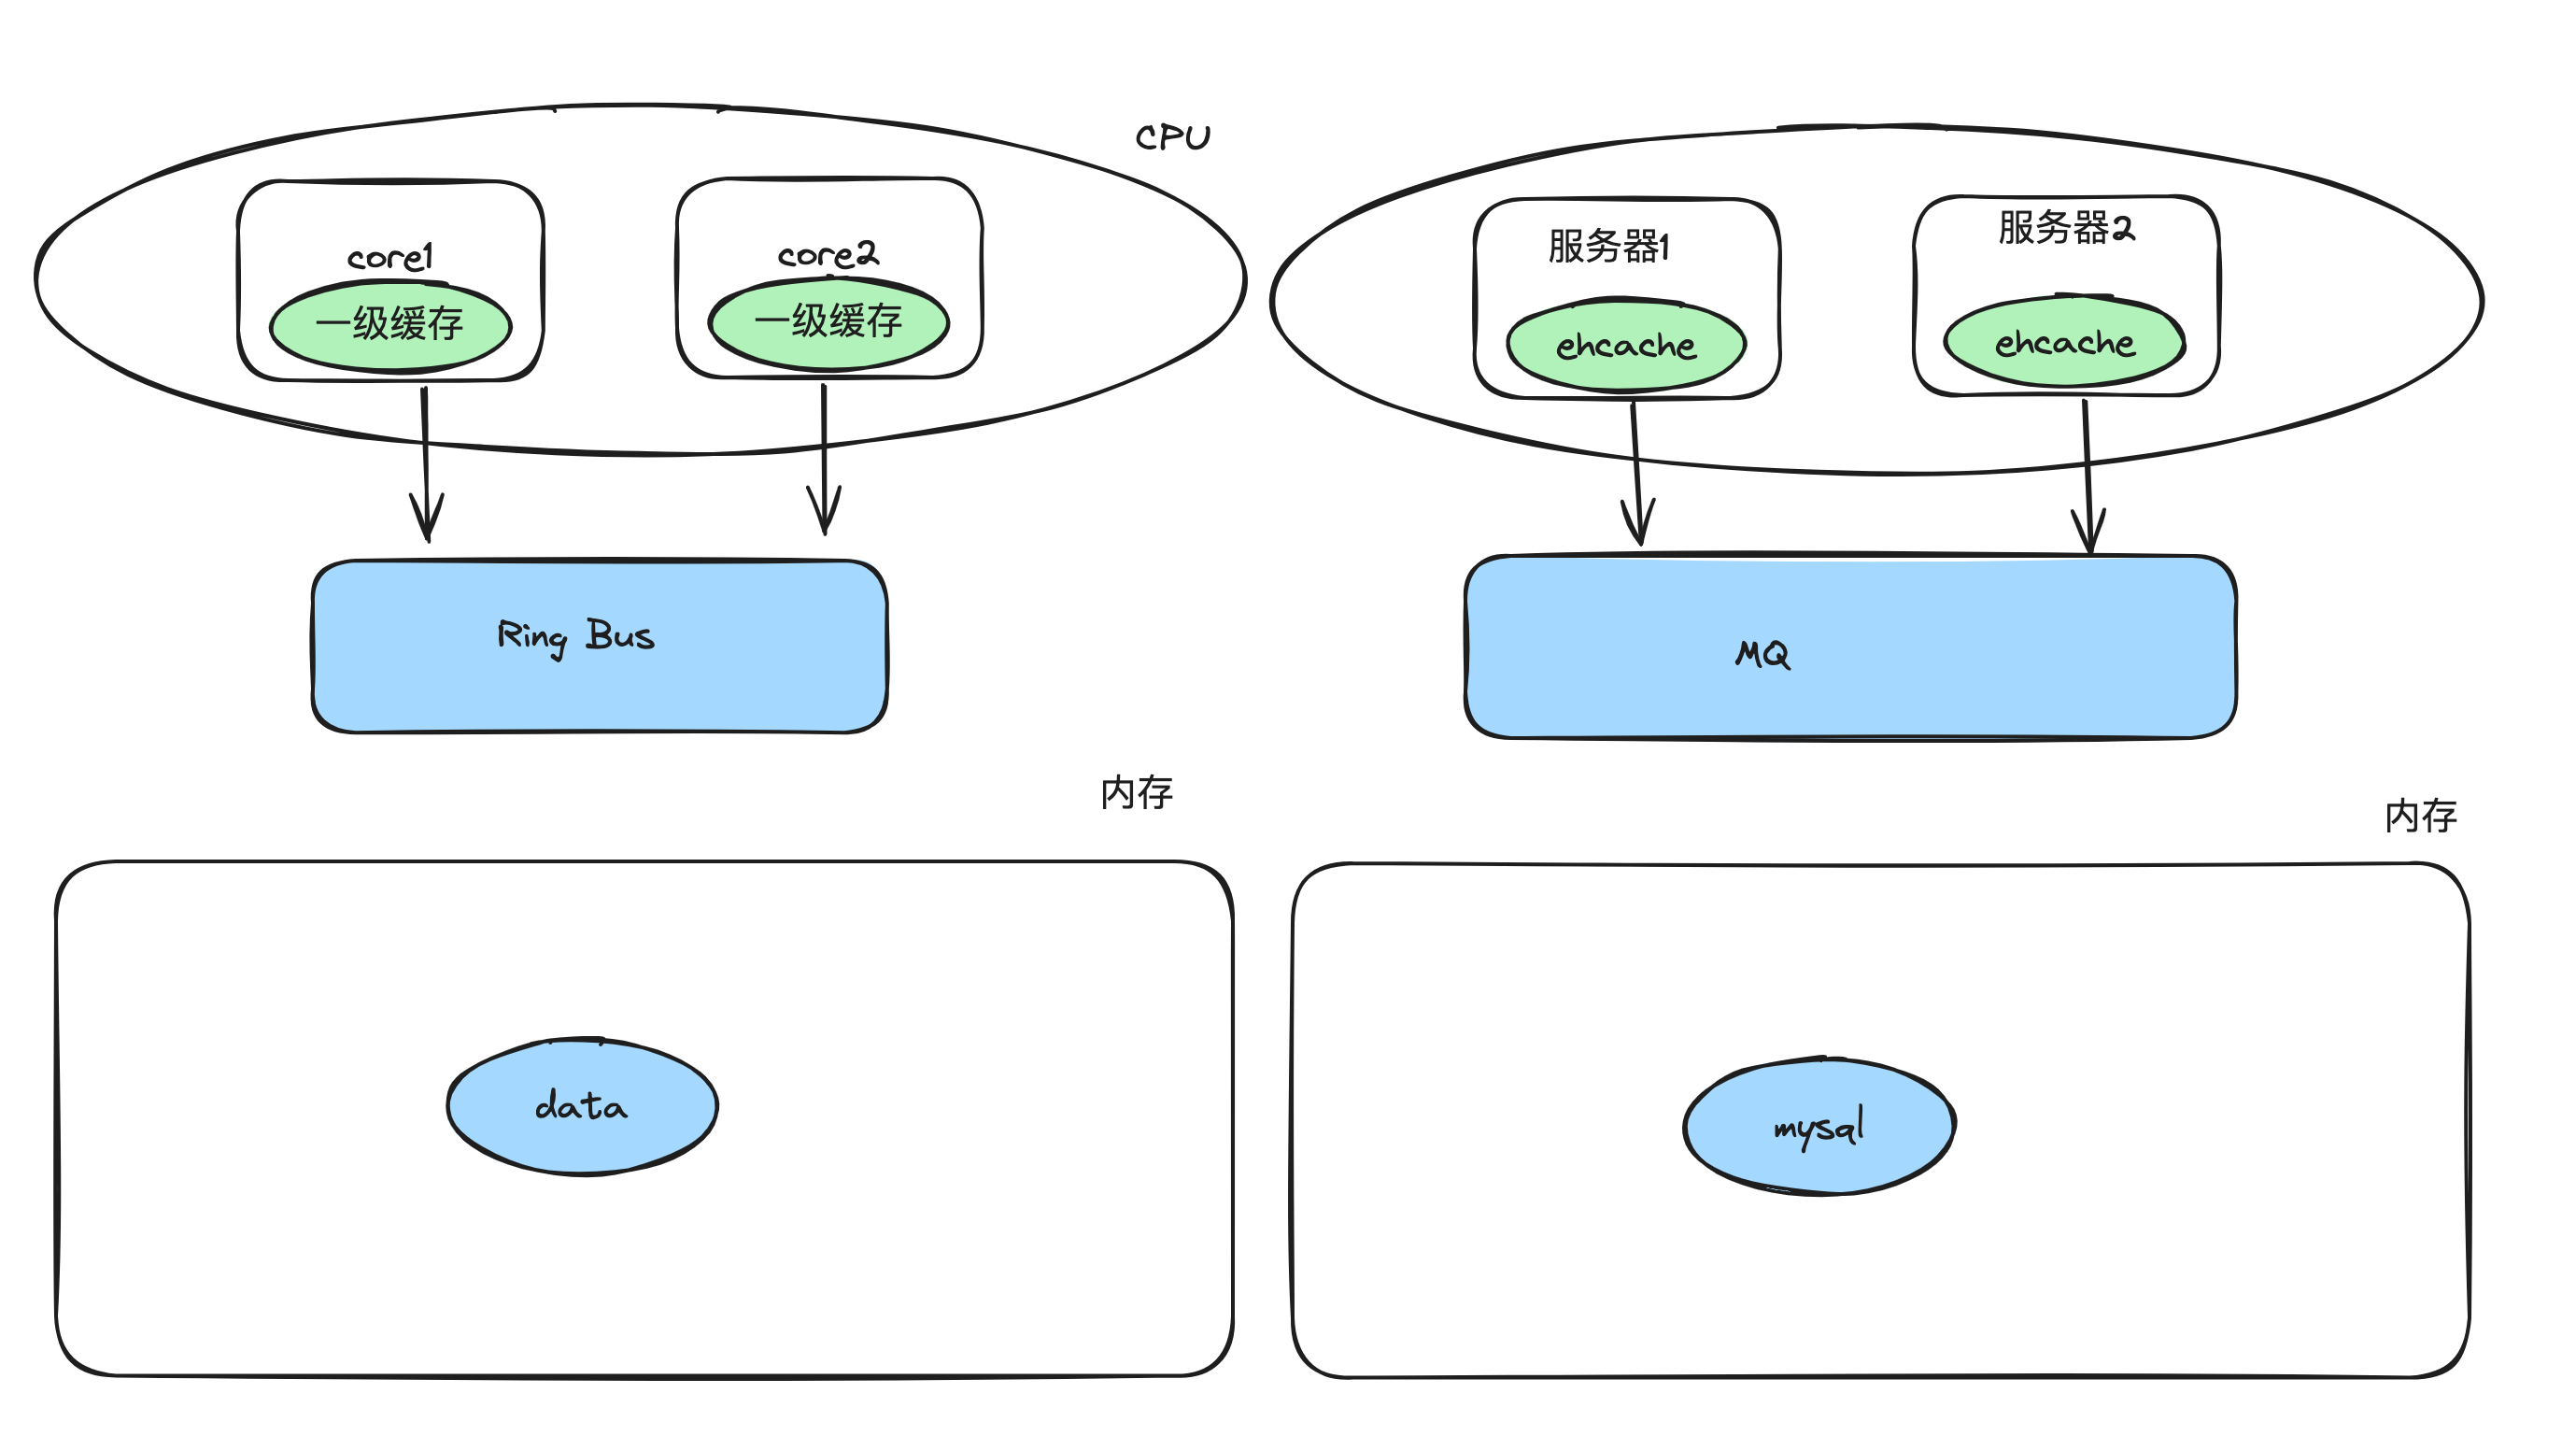 CPU
core1
一级缓存
core2
一级缓存
服务器1
ehcache
服务器2
ehcache
Ring Bus
MQ
内存
内存
data
mysql